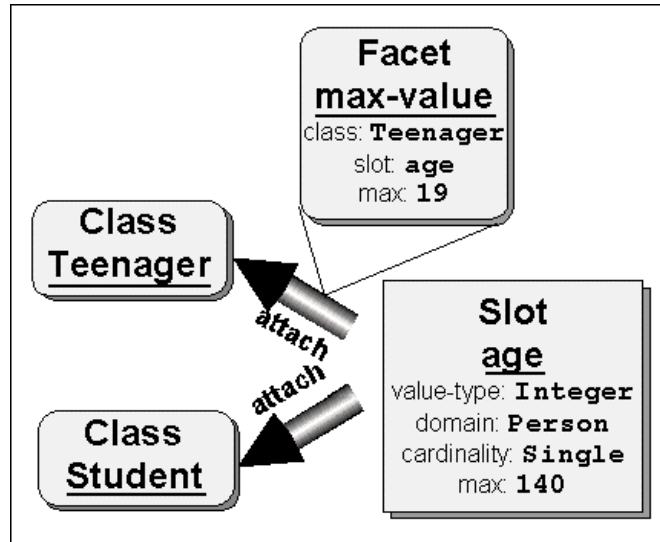 Facet
max-value
class: Teenager
slot: age
max: 19
Class
Teenager
attach
Slot
age
value-type: Integer
domain: Person
cardinality: Single
max: 140
attach
Class
Student